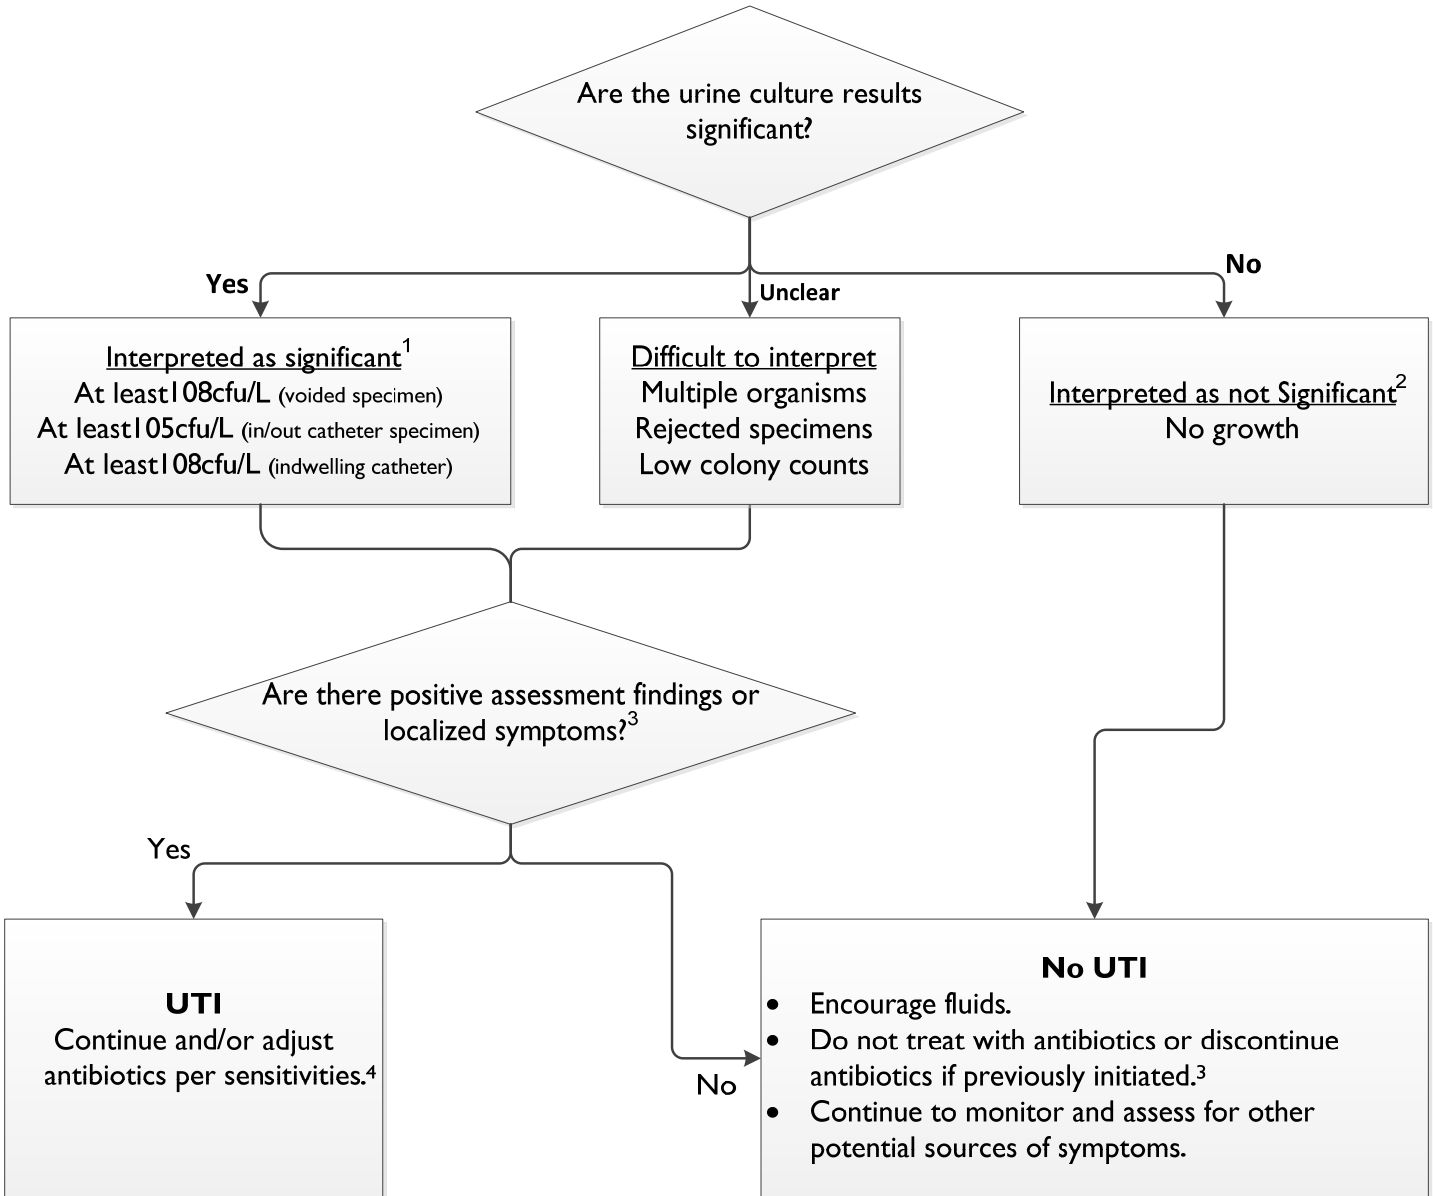 Are the urine culture results
significant?
Yes
Unclear
No
Interpreted as significant1
At least108cfu/L (voided specimen)
At least105cfu/L (in/out catheter specimen)
At least108cfu/L (indwelling catheter)
Difficult to interpret
Multiple organisms
Rejected specimens
Low colony counts
Interpreted as not Significant2
No growth
Are there positive assessment findings or
localized symptoms?3
Yes
No
UTI
Continue and/or adjust
antibiotics per sensitivities.4
No UTI
• Encourage fluids.
• Do not treat with antibiotics or discontinue
antibiotics if previously initiated.3
• Continue to monitor and assess for other
potential sources of symptoms.